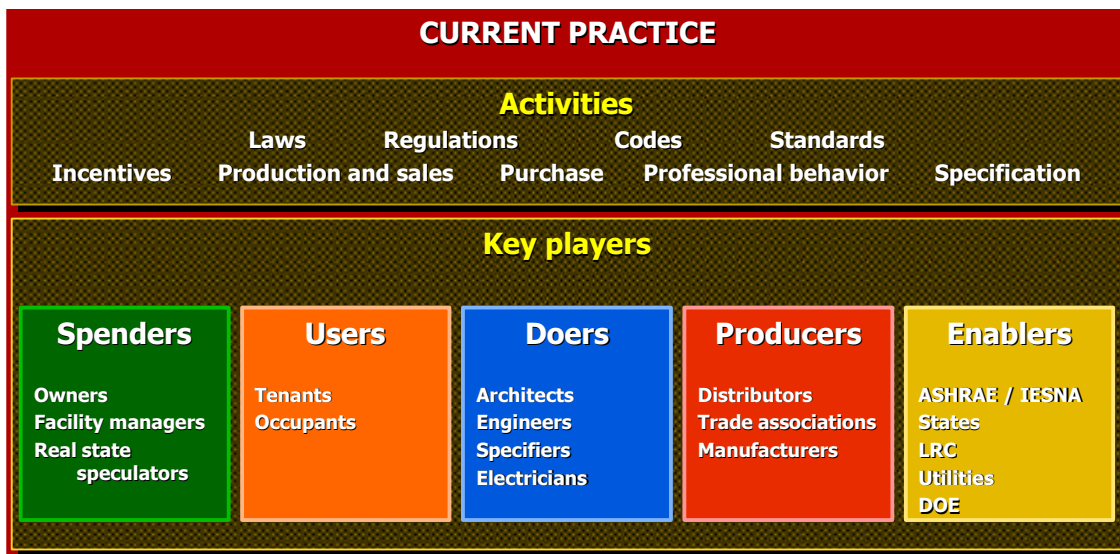 CURRENT PRACTICE
Activities
Laws Regulations Codes Standards
Incentives Production and sales Purchase Professional behavior Specification
Key players
Spenders
Owners
Facility managers
Real state
speculators
Users
Tenants
Occupants
Doers
Architects
Engineers
Specifiers
Electricians
Producers
Distributors
Trade associations
Manufacturers
Enablers
ASHRAE / IESNA
States
LRC
Utilities
DOE